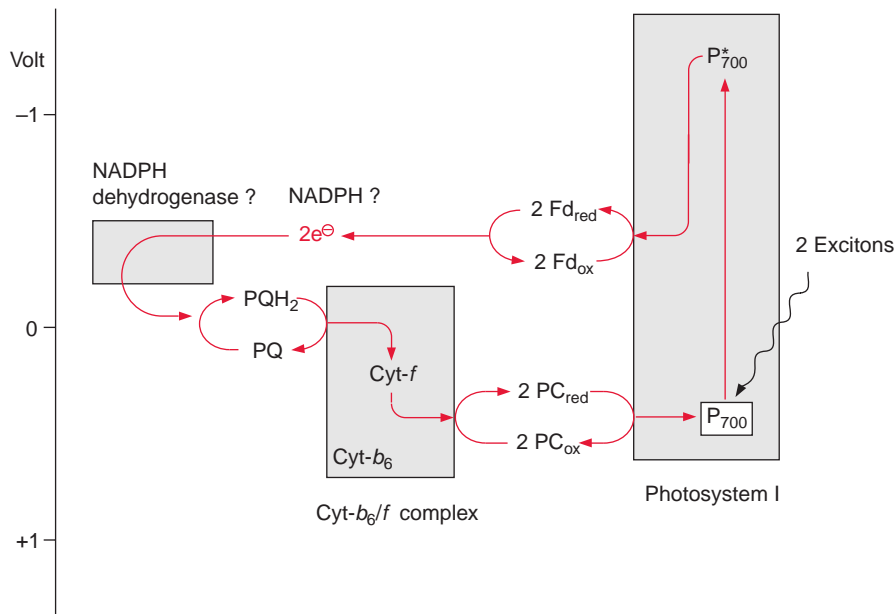 Volt
P*700
–1
NADPH
dehydrogenase ?
NADPH ?
2 Fdred
2e⊖
2 Fdox
2 Excitons
PQH2
0
PQ
Cyt-f
2 PCred
P700
2 PCox
Cyt-b6
Photosystem I
Cyt-b6/f complex
+1